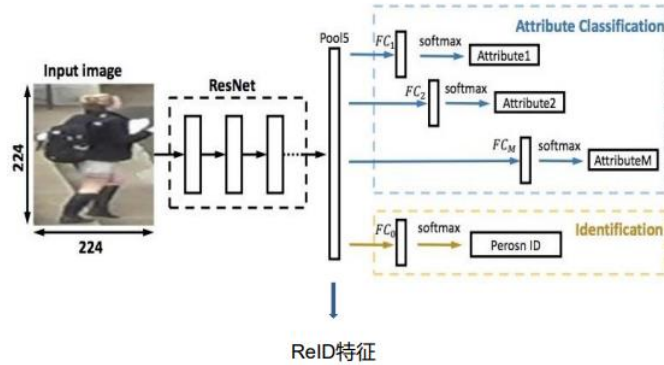 Attribute Classification
Pool5
FC₁
softmax
Attribute1
Input image
ResNet
FC₂
softmax
Attribute2
224
FC_M
softmax
AttributeM
224
FC₀
softmax
Perosn ID
Identification
ReID特征